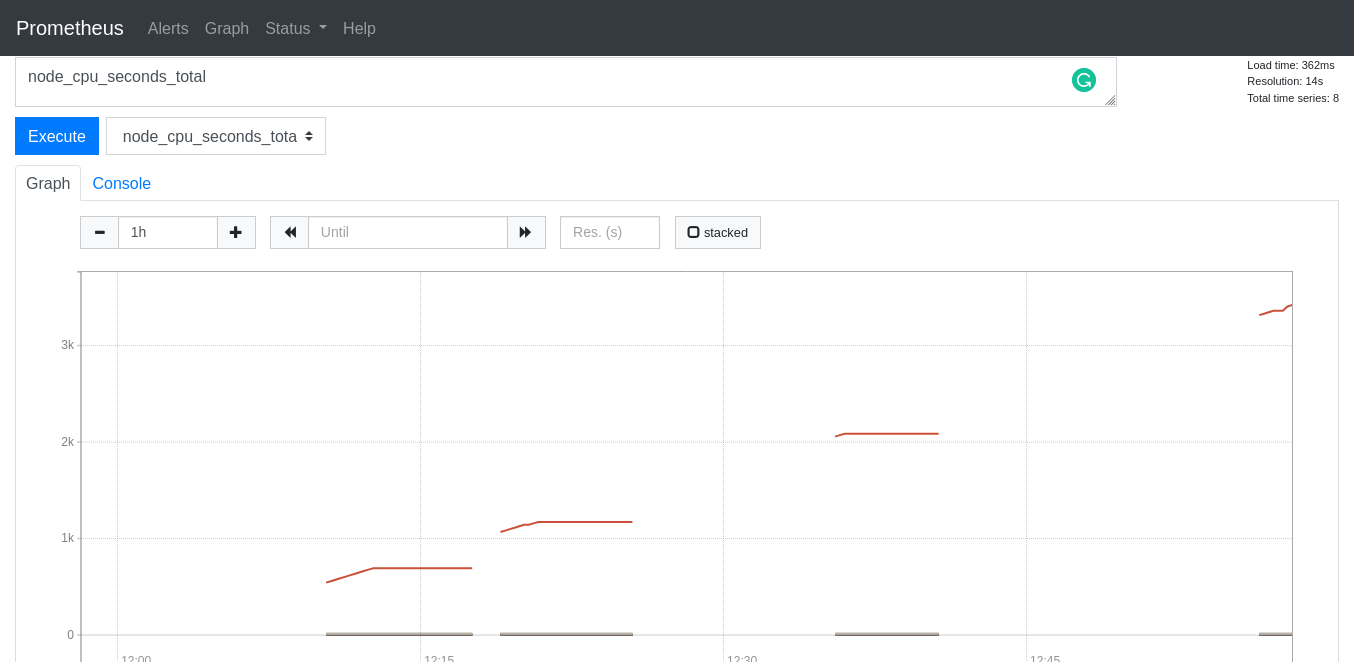 Prometheus Alerts Graph Status Help
node_cpu_seconds_total
Load time: 362ms
Resolution: 14s
Total time series: 8
Execute node_cpu_seconds_tota
Graph Console
1h Until Res. (s) stacked
3k
2k
1k
0
12:00 12:15 12:30 12:45